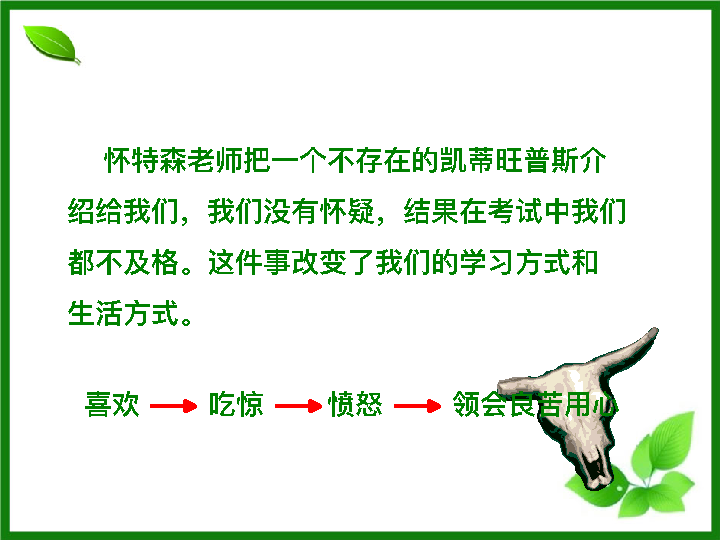 怀特森老师把一个不存在的凯蒂旺普斯介
绍给我们，我们没有怀疑，结果在考试中我们
都不及格。这件事改变了我们的学习方式和
生活方式。
喜欢 吃惊 愤怒 领会良苦用心